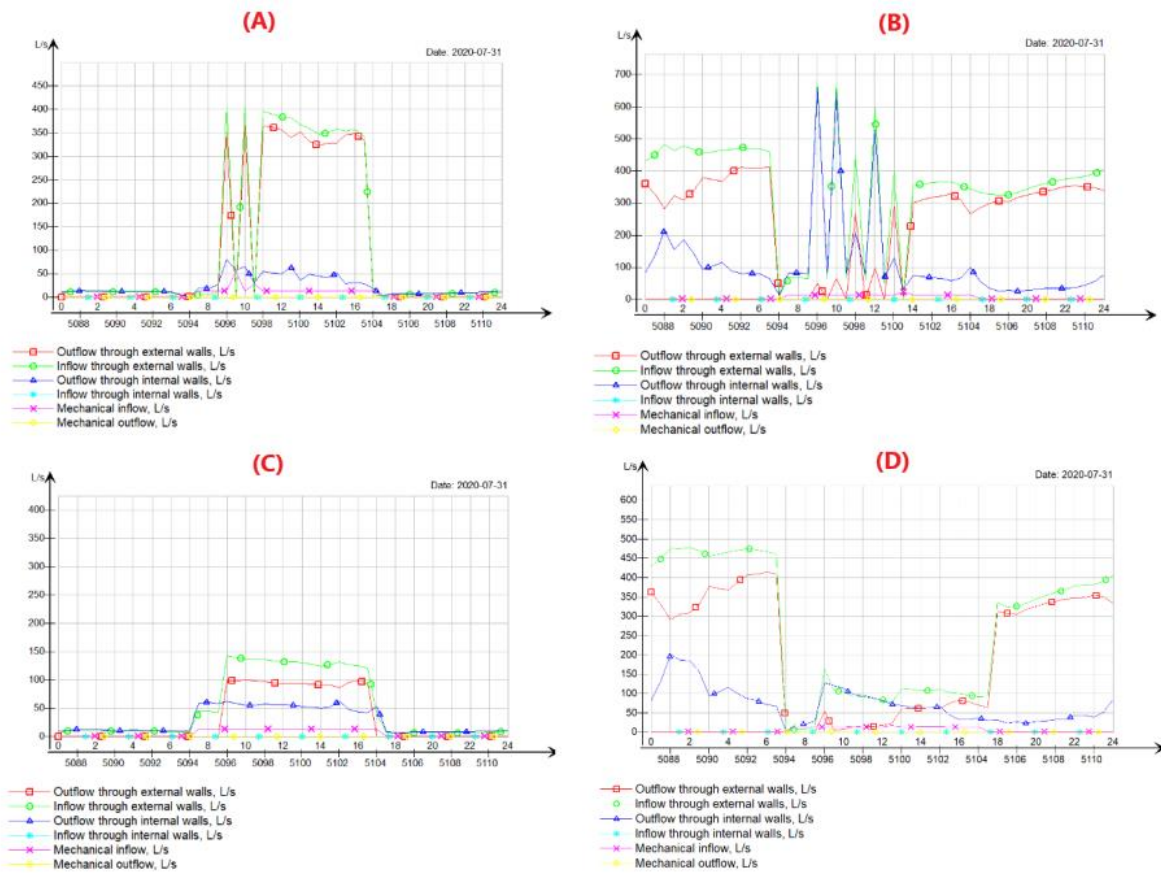 (A)
L/s
Date: 2020-07-31
450
400
350
300
250
200
150
100
50
0
0 2 4 6 8 10 12 14 16 18 20 22 24
5088 5090 5092 5094 5096 5098 5100 5102 5104 5106 5108 5110
Outflow through external walls, L/s
Inflow through external walls, L/s
Outflow through internal walls, L/s
Inflow through internal walls, L/s
Mechanical inflow, L/s
Mechanical outflow, L/s
(B)
L/s
Date: 2020-07-31
700
600
500
400
300
200
100
0
0 2 4 6 8 10 12 14 16 18 20 22 24
5088 5090 5092 5094 5096 5098 5100 5102 5104 5106 5108 5110
Outflow through external walls, L/s
Inflow through external walls, L/s
Outflow through internal walls, L/s
Inflow through internal walls, L/s
Mechanical inflow, L/s
Mechanical outflow, L/s
(C)
L/s
Date: 2020-07-31
400
350
300
250
200
150
100
50
0
0 2 4 6 8 10 12 14 16 18 20 22 24
5088 5090 5092 5094 5096 5098 5100 5102 5104 5106 5108 5110
Outflow through external walls, L/s
Inflow through external walls, L/s
Outflow through internal walls, L/s
Inflow through internal walls, L/s
Mechanical inflow, L/s
Mechanical outflow, L/s
(D)
L/s
Date: 2020-07-31
600
550
500
450
400
350
300
250
200
150
100
50
0
0 2 4 6 8 10 12 14 16 18 20 22 24
5088 5090 5092 5094 5096 5098 5100 5102 5104 5106 5108 5110
Outflow through external walls, L/s
Inflow through external walls, L/s
Outflow through internal walls, L/s
Inflow through internal walls, L/s
Mechanical inflow, L/s
Mechanical outflow, L/s